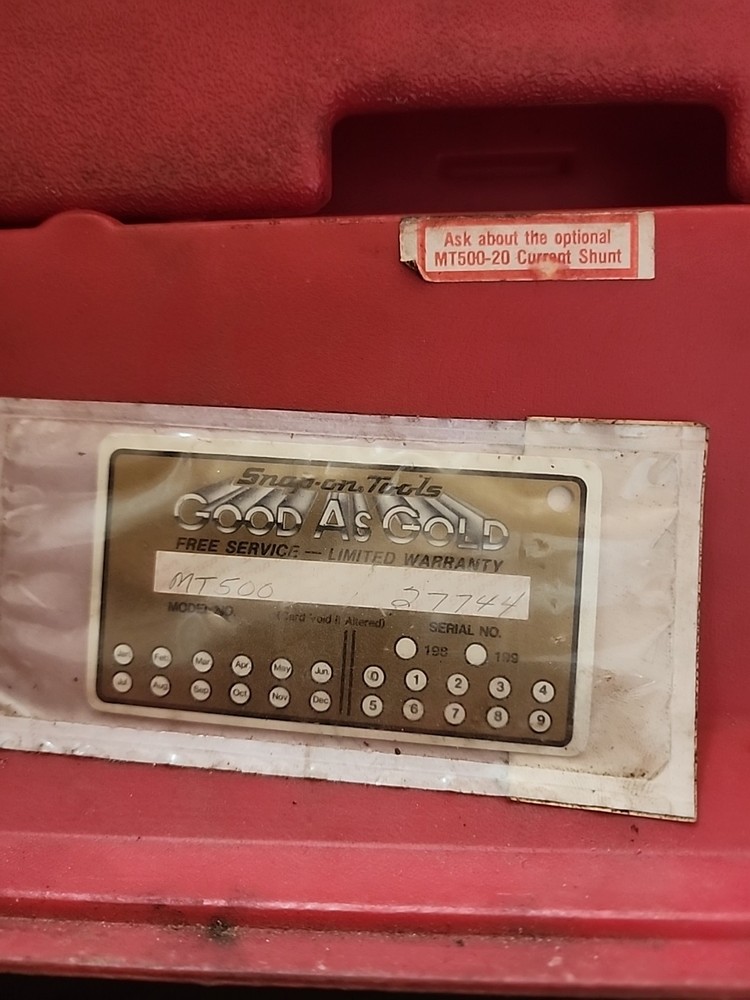 Ask about the optional
MT500-20 Current Shunt
Snap-on Tools
GOOD AS GOLD
FREE SERVICE — LIMITED WARRANTY
MT500 27744
MODEL NO. (Card Void if Altered) SERIAL NO.
198 199
Jan Feb Mar Apr May Jun 0 1 2 3 4
Jul Aug Sep Oct Nov Dec 5 6 7 8 9